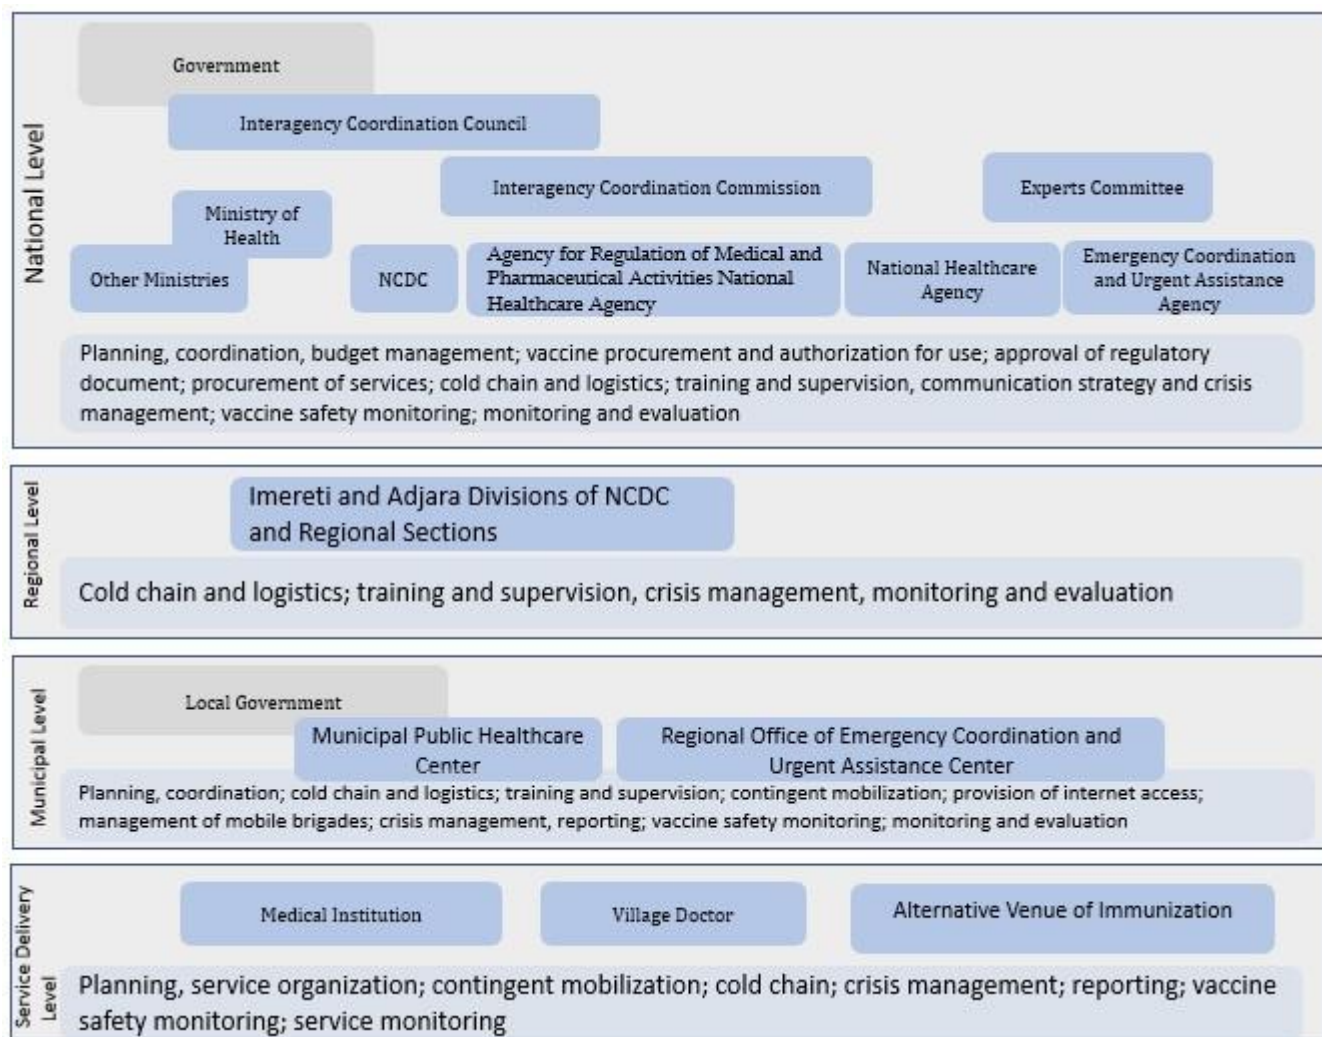 National Level
Government
Interagency Coordination Council
Interagency Coordination Commission
Experts Committee
Ministry of
Health
Other Ministries
NCDC
Agency for Regulation of Medical and
Pharmaceutical Activities National
Healthcare Agency
National Healthcare
Agency
Emergency Coordination
and Urgent Assistance
Agency
Planning, coordination, budget management; vaccine procurement and authorization for use; approval of regulatory
document; procurement of services; cold chain and logistics; training and supervision, communication strategy and crisis
management; vaccine safety monitoring; monitoring and evaluation
Regional Level
Imereti and Adjara Divisions of NCDC
and Regional Sections
Cold chain and logistics; training and supervision, crisis management, monitoring and evaluation
Municipal Level
Local Government
Municipal Public Healthcare
Center
Regional Office of Emergency Coordination and
Urgent Assistance Center
Planning, coordination; cold chain and logistics; training and supervision; contingent mobilization; provision of internet access;
management of mobile brigades; crisis management, reporting; vaccine safety monitoring; monitoring and evaluation
Service Delivery
Level
Medical Institution
Village Doctor
Alternative Venue of Immunization
Planning, service organization; contingent mobilization; cold chain; crisis management; reporting; vaccine
safety monitoring; service monitoring